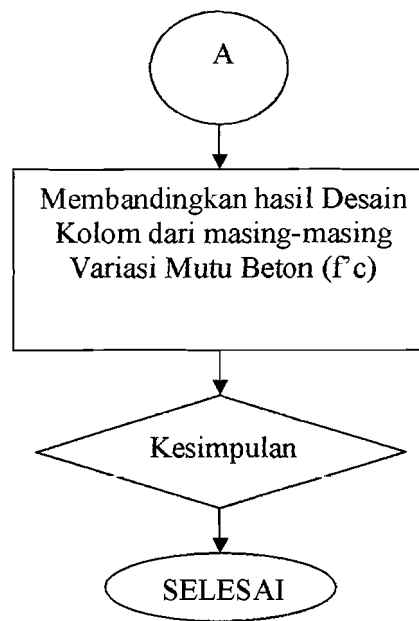 A
Membandingkan hasil Desain
Kolom dari masing-masing
Variasi Mutu Beton (f'c)
Kesimpulan
SELESAI